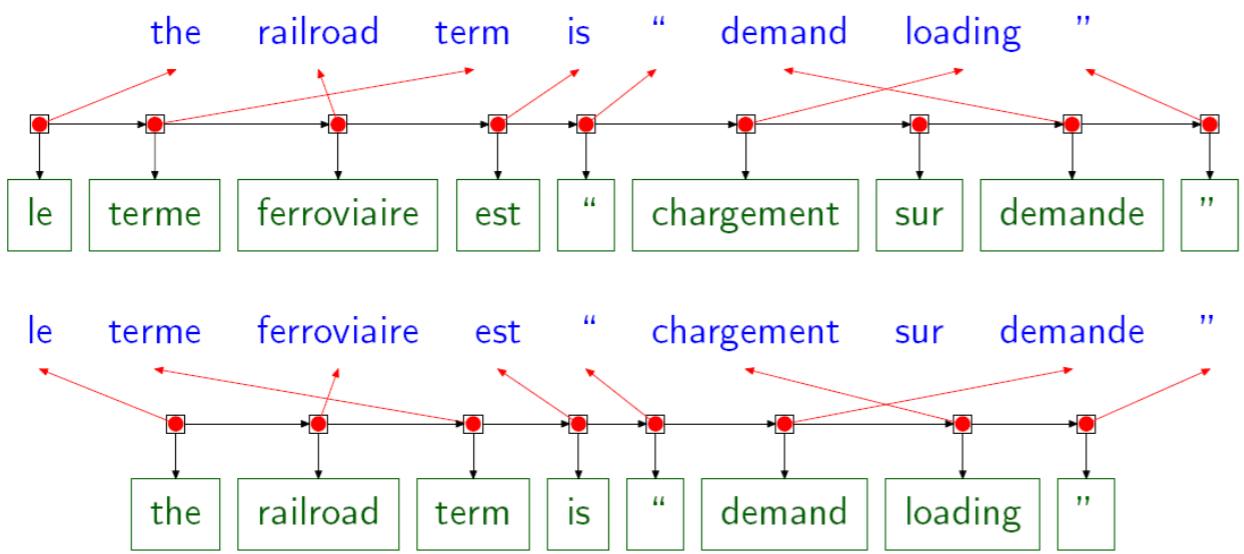 the railroad term is “ demand loading ”
le terme ferroviaire est “ chargement sur demande ”
le terme ferroviaire est “ chargement sur demande ”
the railroad term is “ demand loading ”